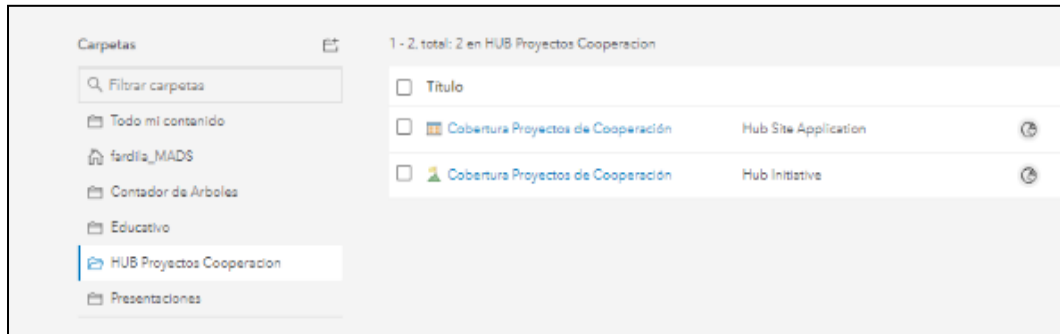 Carpetas
Filtrar carpetas
Todo mi contenido
fardila_MADS
Contador de Arboles
Educativo
HUB Proyectos Cooperacion
Presentaciones
1 - 2. total: 2 en HUB Proyectos Cooperacion
Título
Cobertura Proyectos de Cooperación Hub Site Application
Cobertura Proyectos de Cooperación Hub Initiative